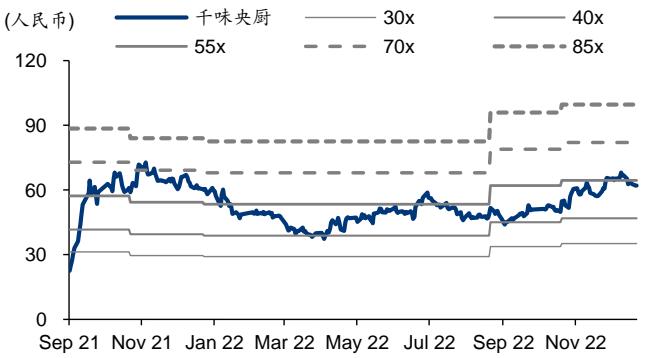 (人民币)
千味央厨 30x 40x
55x 70x 85x
120
90
60
30
0
Sep 21 Nov 21 Jan 22 Mar 22 May 22 Jul 22 Sep 22 Nov 22